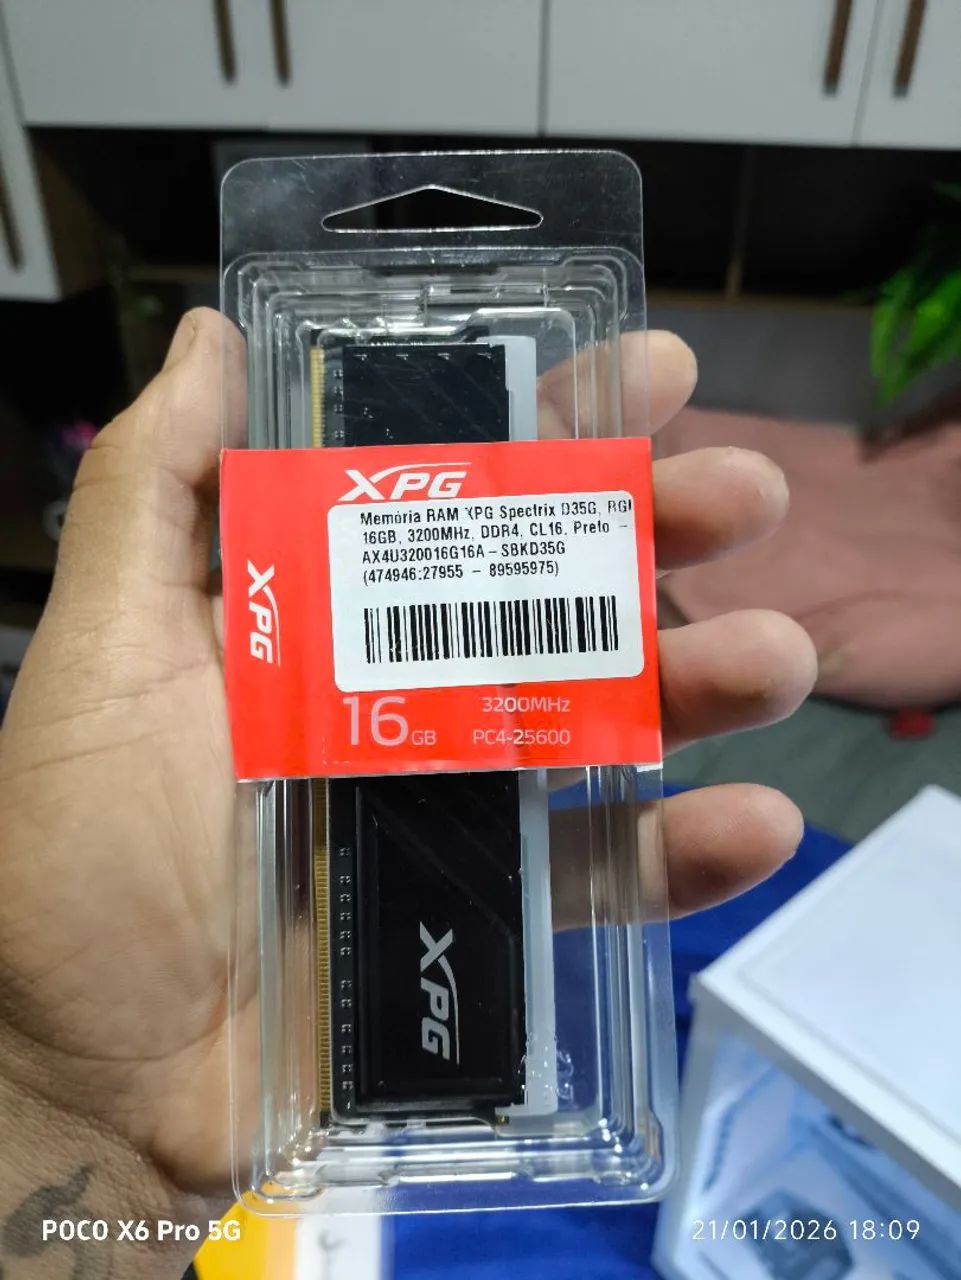 XPG
Memória RAM XPG Spectrix D35G, RGB
16GB, 3200MHz, DDR4, CL16, Preto –
AX4U320016G16A – SBKD35G
(474946:27955 – 89595975)
XPG
16GB
3200MHz
PC4-25600
XPG
POCO X6 Pro 5G
21/01/2026 18:09